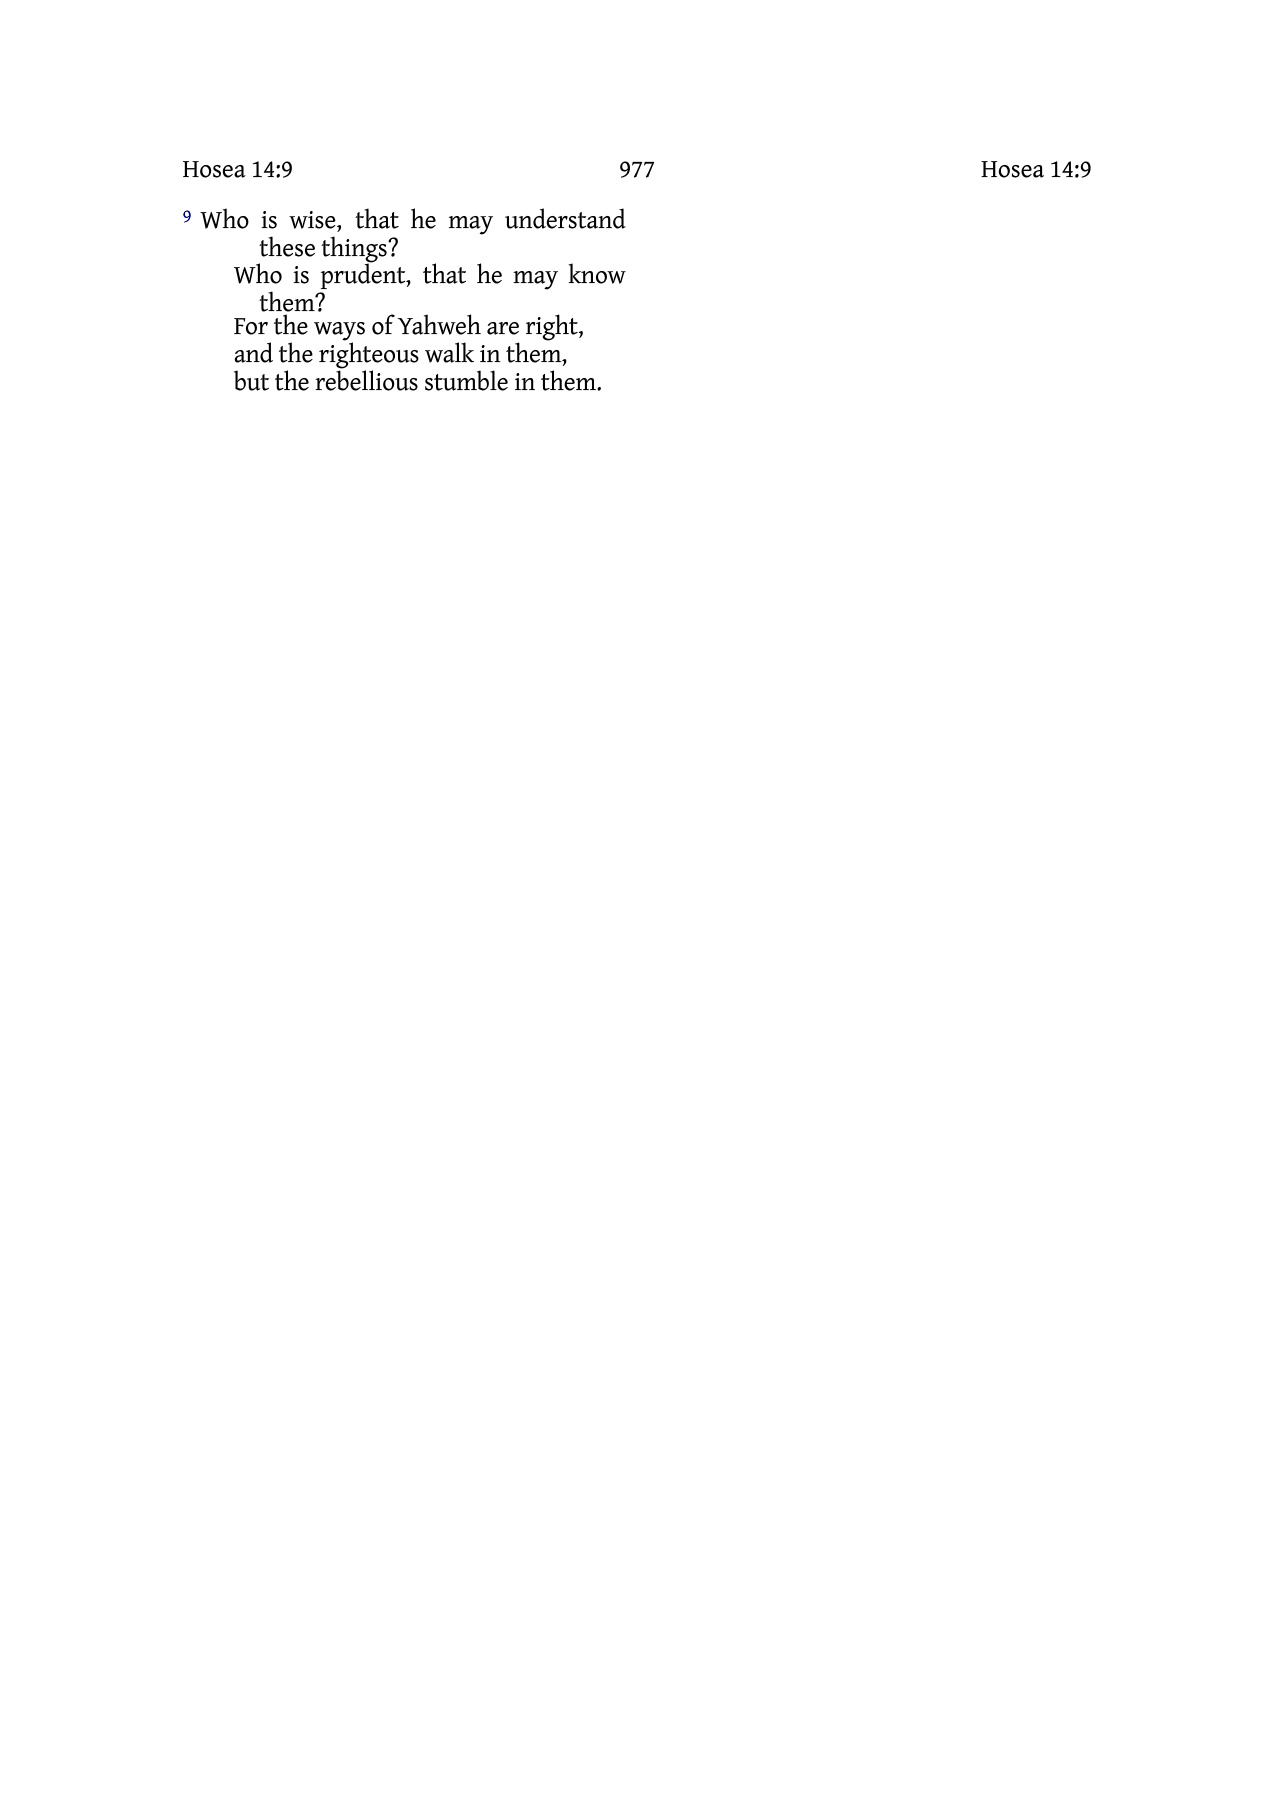 Hosea 14:9 977 Hosea 14:9
9 Who is wise, that he may understand
these things?
Who is prudent, that he may know
them?
For the ways of Yahweh are right,
and the righteous walk in them,
but the rebellious stumble in them.